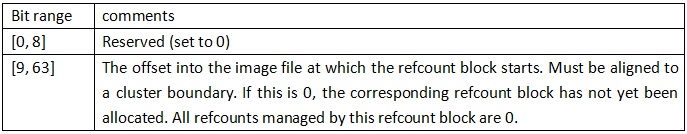 Bit range comments
[0, 8] Reserved (set to 0)
[9, 63] The offset into the image file at which the refcount block starts. Must be aligned to
a cluster boundary. If this is 0, the corresponding refcount block has not yet been
allocated. All refcounts managed by this refcount block are 0.